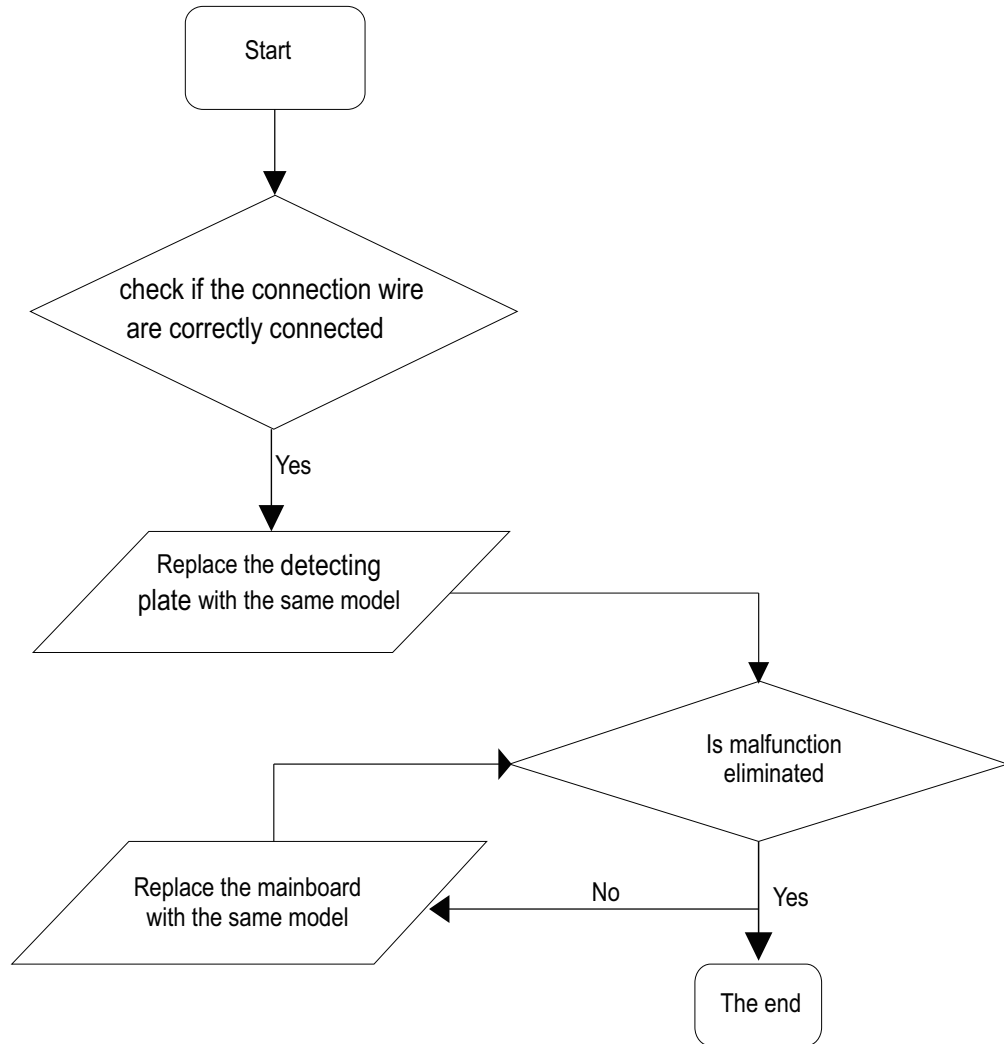 Start
check if the connection wire
are correctly connected
Yes
Replace the detecting
plate with the same model
Is malfunction
eliminated
Replace the mainboard
with the same model
No
Yes
The end